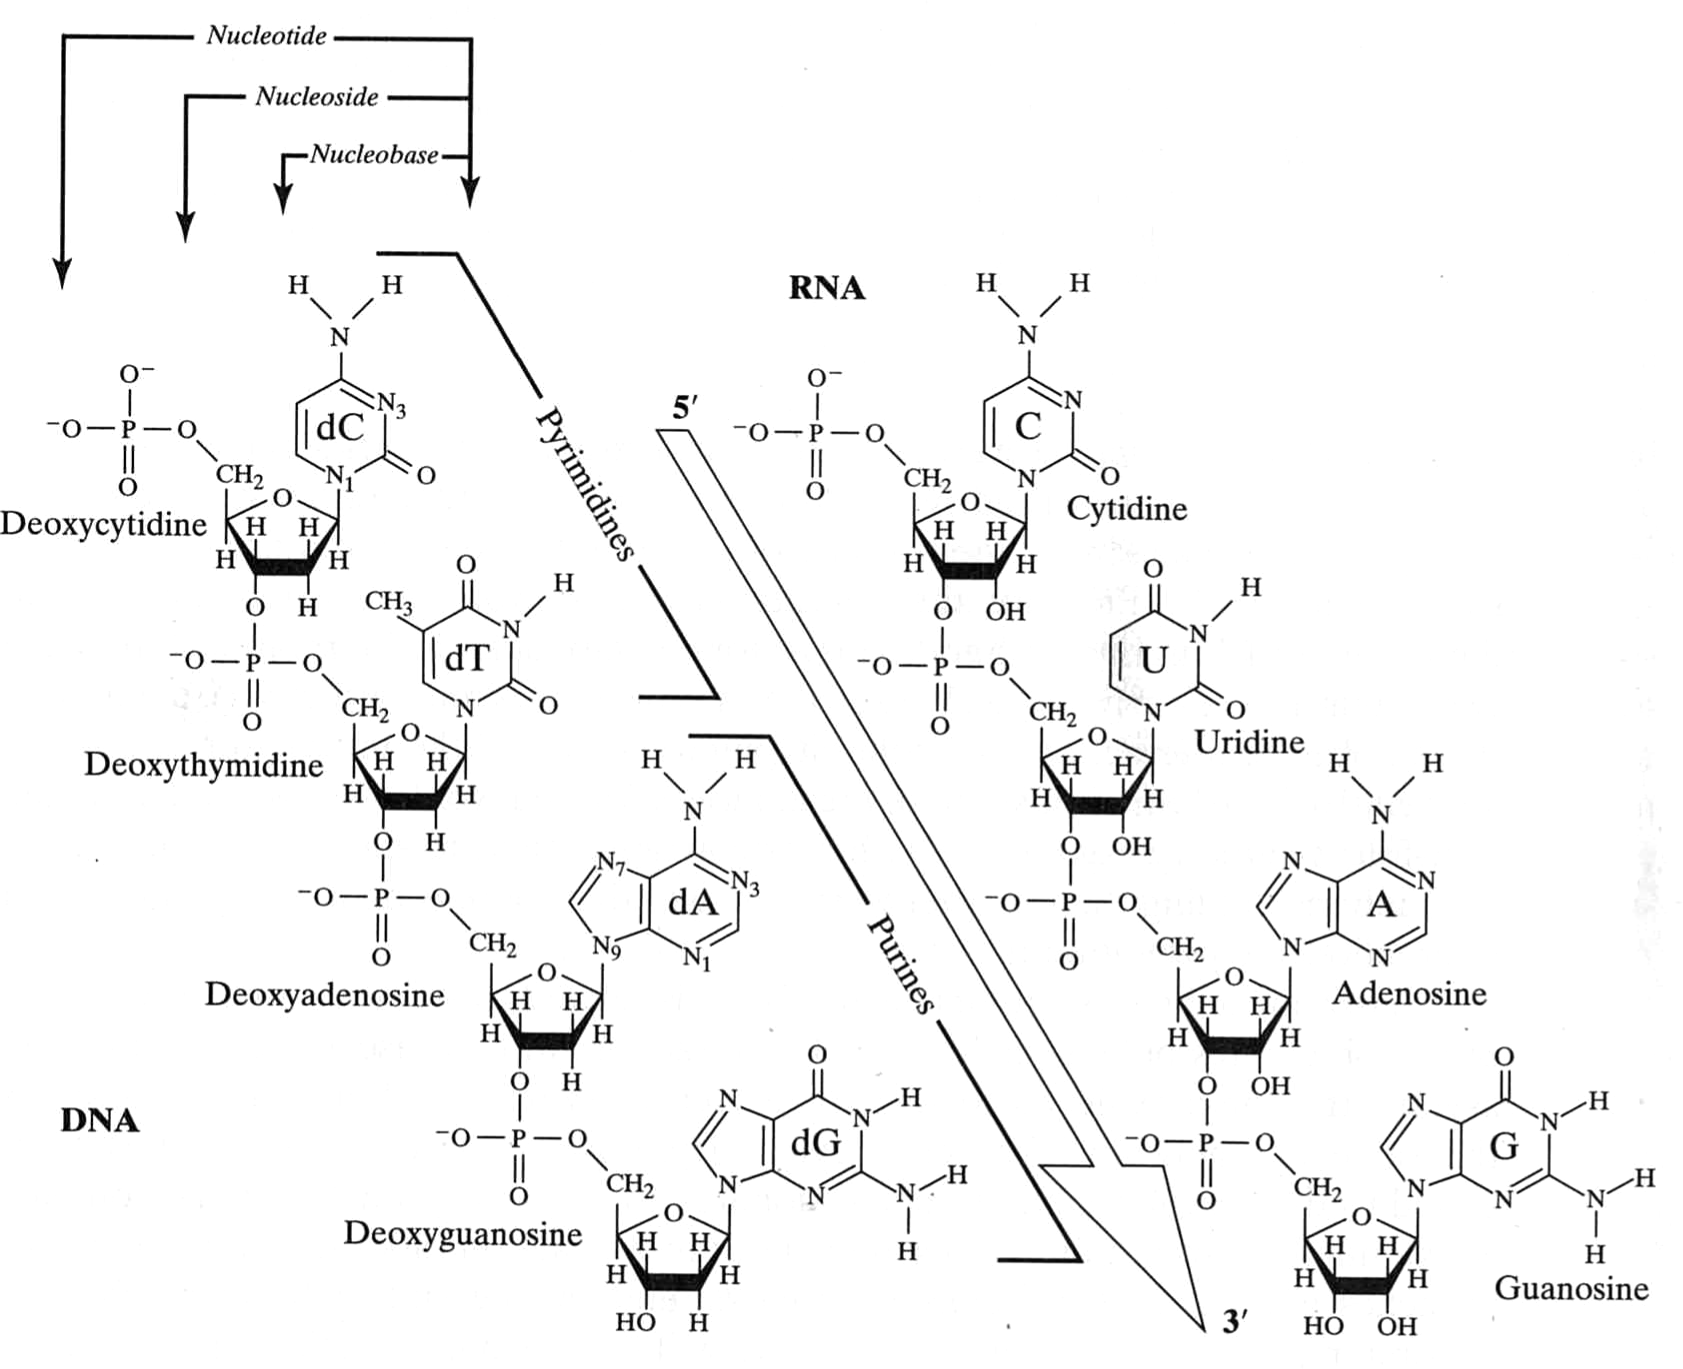 Nucleotide
Nucleoside
Nucleobase
H H
N
O⁻
⁻O P O
O
N3
dC
N1
O
CH2
O
Deoxycytidine
H H
H H
O H
Pyrimidines
O
H
CH3
N
dT
N
O
⁻O P O
O
CH2
O
Deoxythymidine
H H
H H
O H
H H
N
N7
N3
dA
N9
N1
⁻O P O
O
CH2
O
Deoxyadenosine
H H
H H
O H
Purines
DNA
O
N
N H
dG
N
N
N H
H
⁻O P O
O
CH2
O
Deoxyguanosine
H H
H H
HO H
5′
3′
RNA
H H
N
O⁻
⁻O P O
O
N
C
N
O
CH2
O
Cytidine
H H
H H
O OH
O
H
N
U
N
O
⁻O P O
O
CH2
O
Uridine
H H
H H
O OH
H H
N
N
N
A
N
N
⁻O P O
O
CH2
O
Adenosine
H H
H H
O OH
O
N
N H
G
N
N
N H
H
⁻O P O
O
CH2
O
Guanosine
H H
H H
HO OH